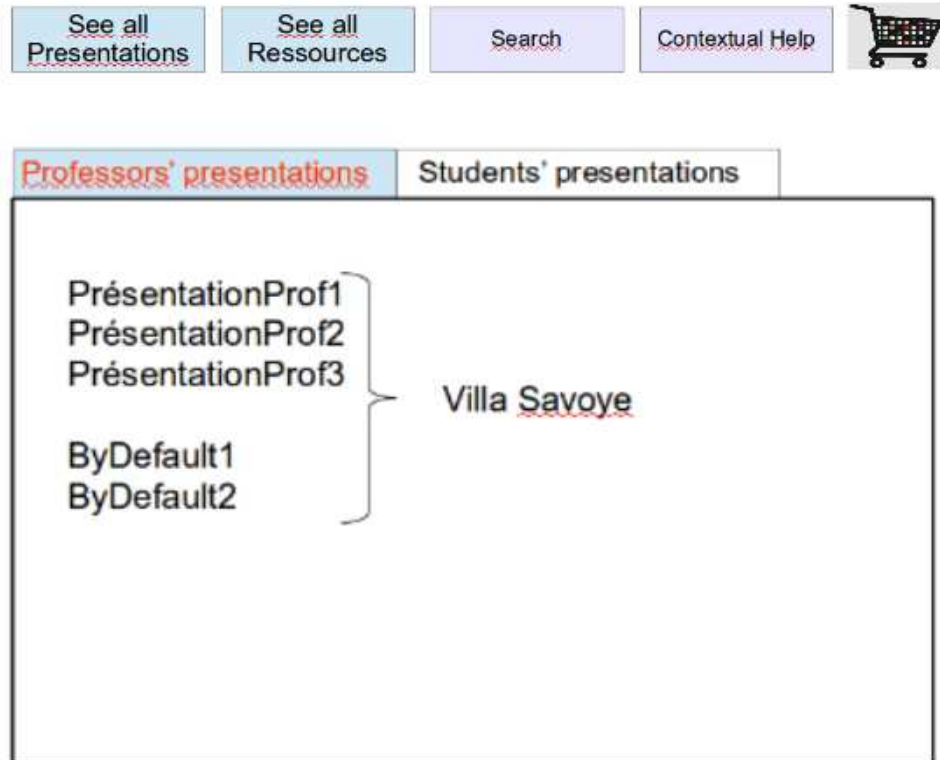 See all
Presentations
See all
Ressources
Search
Contextual Help
Professors' presentations
Students' presentations
PrésentationProf1
PrésentationProf2
PrésentationProf3
Villa Savoye
ByDefault1
ByDefault2